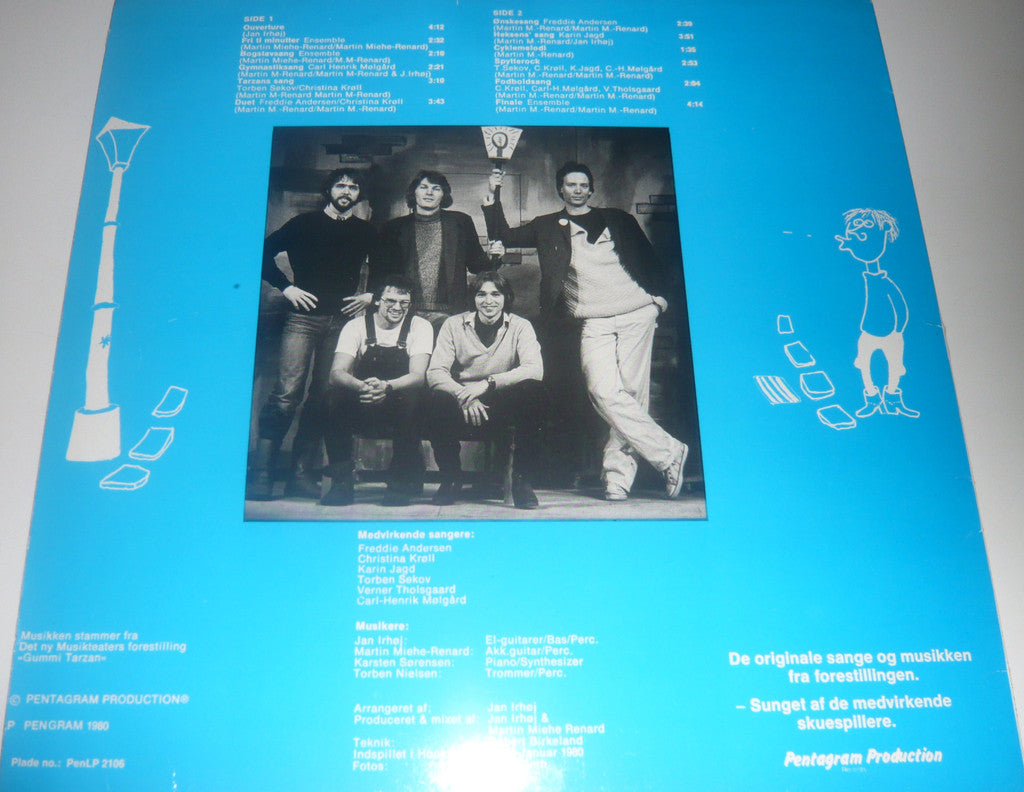 SIDE 1
Ouverture 4:12
(Jan Irhøj)
Fri ti minutter Ensemble 2:32
(Martin Miehe-Renard/Martin Miehe-Renard)
Bogstavsang Ensemble 2:10
(Martin Miehe-Renard/M.M-Renard)
Gymnastiksang Carl Henrik Mølgård 2:21
(Martin M-Renard/Martin M-Renard & J.Irhøj)
Tarzans sang 3:10
Torben Sekov/Christina Krøll
(Martin M-Renard Martin M-Renard)
Duet Freddie Andersen/Christina Krøll 3:43
(Martin M.-Renard/Martin M.-Renard)
SIDE 2
Ønskesang Freddie Andersen 2:39
(Martin M.-Renard/Martin M.-Renard)
Heksens' sang Karin Jagd 3:51
(Martin M.-Renard/Jan Irhøj)
Cyklemelodi 1:35
(Martin M.-Renard)
Spytterock 2:53
T.Sekov, C.Krøll, K.Jagd, C.-H Mølgård
(Martin M.-Renard/Martin M.-Renard)
Fodboldsang 2:04
C.Krøll, Carl-H.Mølgård, V.Tholsgaard
(Martin M.-Renard/Martin M.-Renard)
Finale Ensemble 4:14
(Martin M.-Renard/Martin M.-Renard)
Medvirkende sangere:
Freddie Andersen
Christina Krøll
Karin Jagd
Torben Sekov
Verner Tholsgaard
Carl-Henrik Mølgård
Musikere:
Jan Irhøj: El-guitarer/Bas/Perc.
Martin Miehe-Renard: Akk.guitar/Perc.
Karsten Sørensen: Piano/Synthesizer
Torben Nielsen: Trommer/Perc.
Arrangeret af: Jan Irhøj
Produceret & mixet af: Jan Irhøj &
Martin Miehe Renard
Teknik: Birkeland
Indspillet i januar 1980
Fotos:
Musikken stammer fra
Det ny Musikteaters forestilling
»Gummi Tarzan«
© PENTAGRAM PRODUCTION®
P PENGRAM 1980
Plade no.: PenLP 2106
De originale sange og musikken
fra forestillingen.
– Sunget af de medvirkende
skuespillere.
Pentagram Production
Records